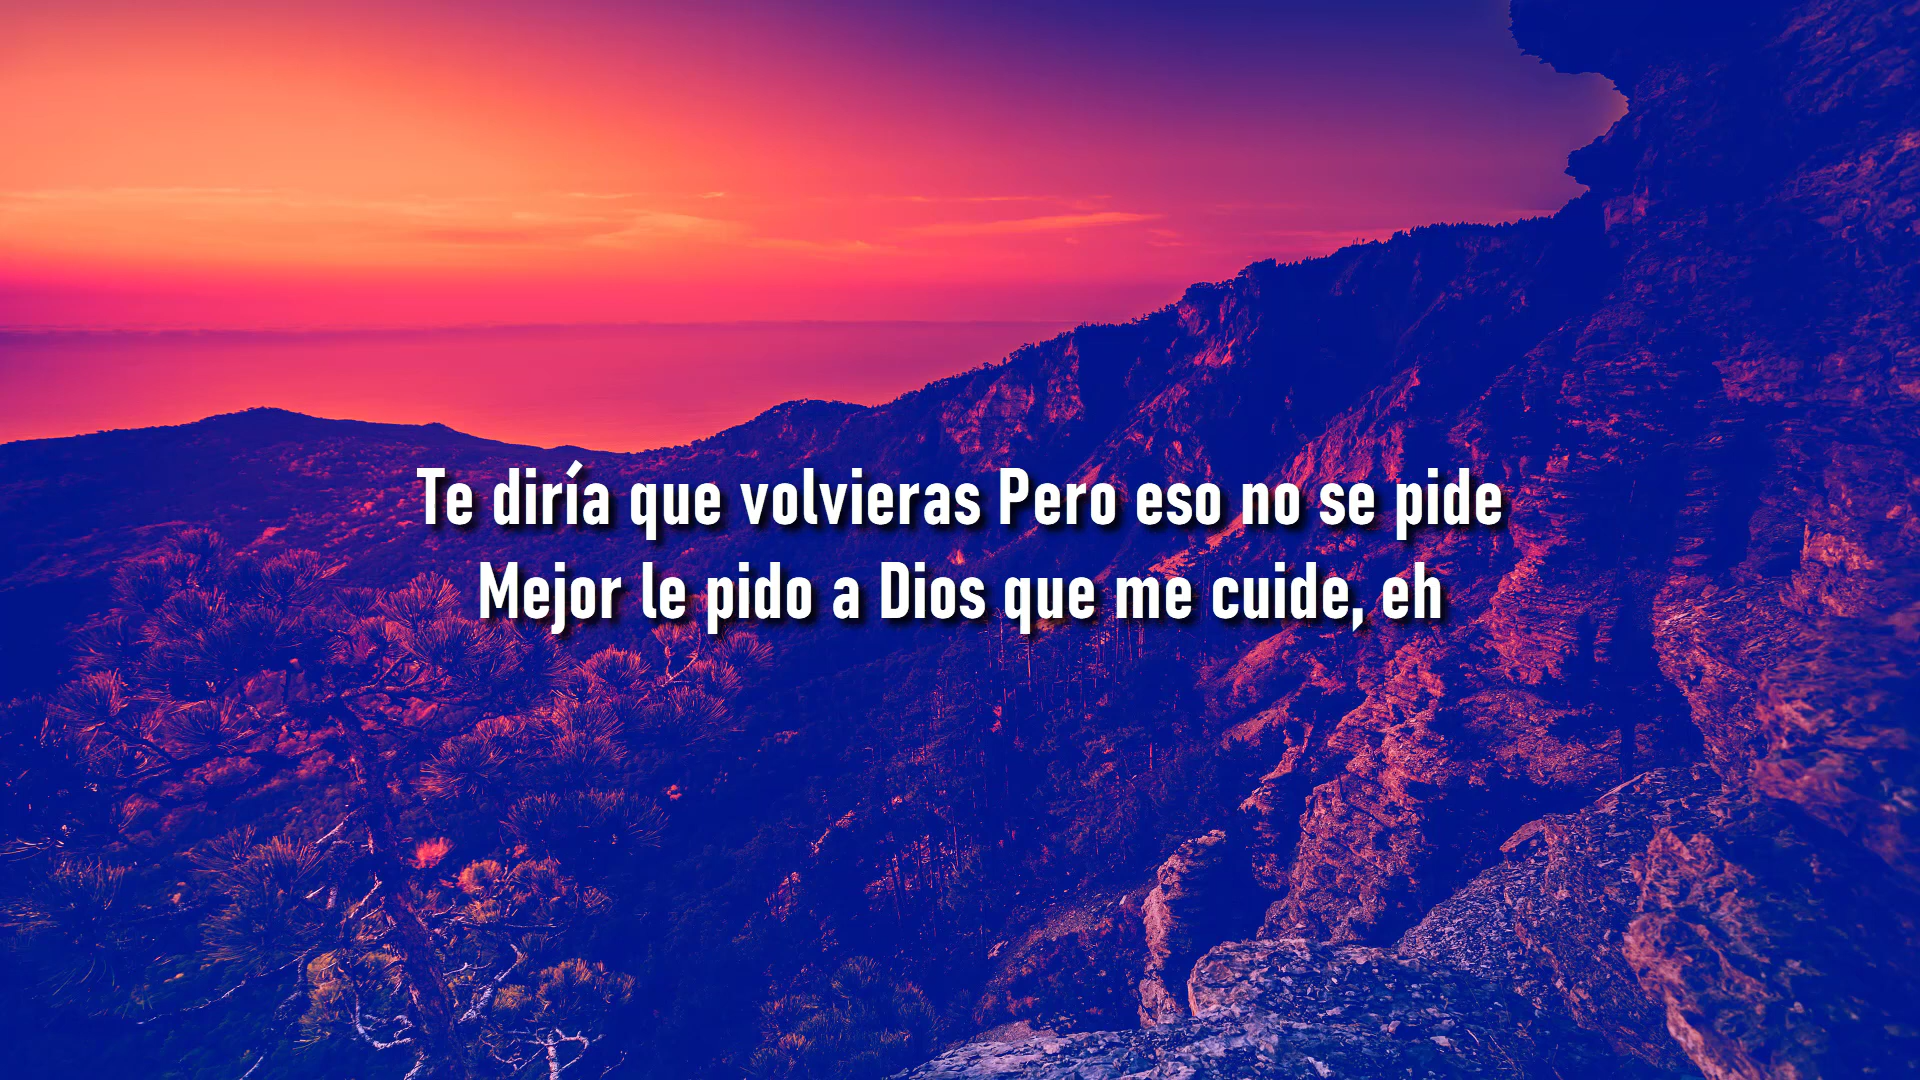 Te diría que volvieras Pero eso no se pide
Mejor le pido a Dios que me cuide, eh